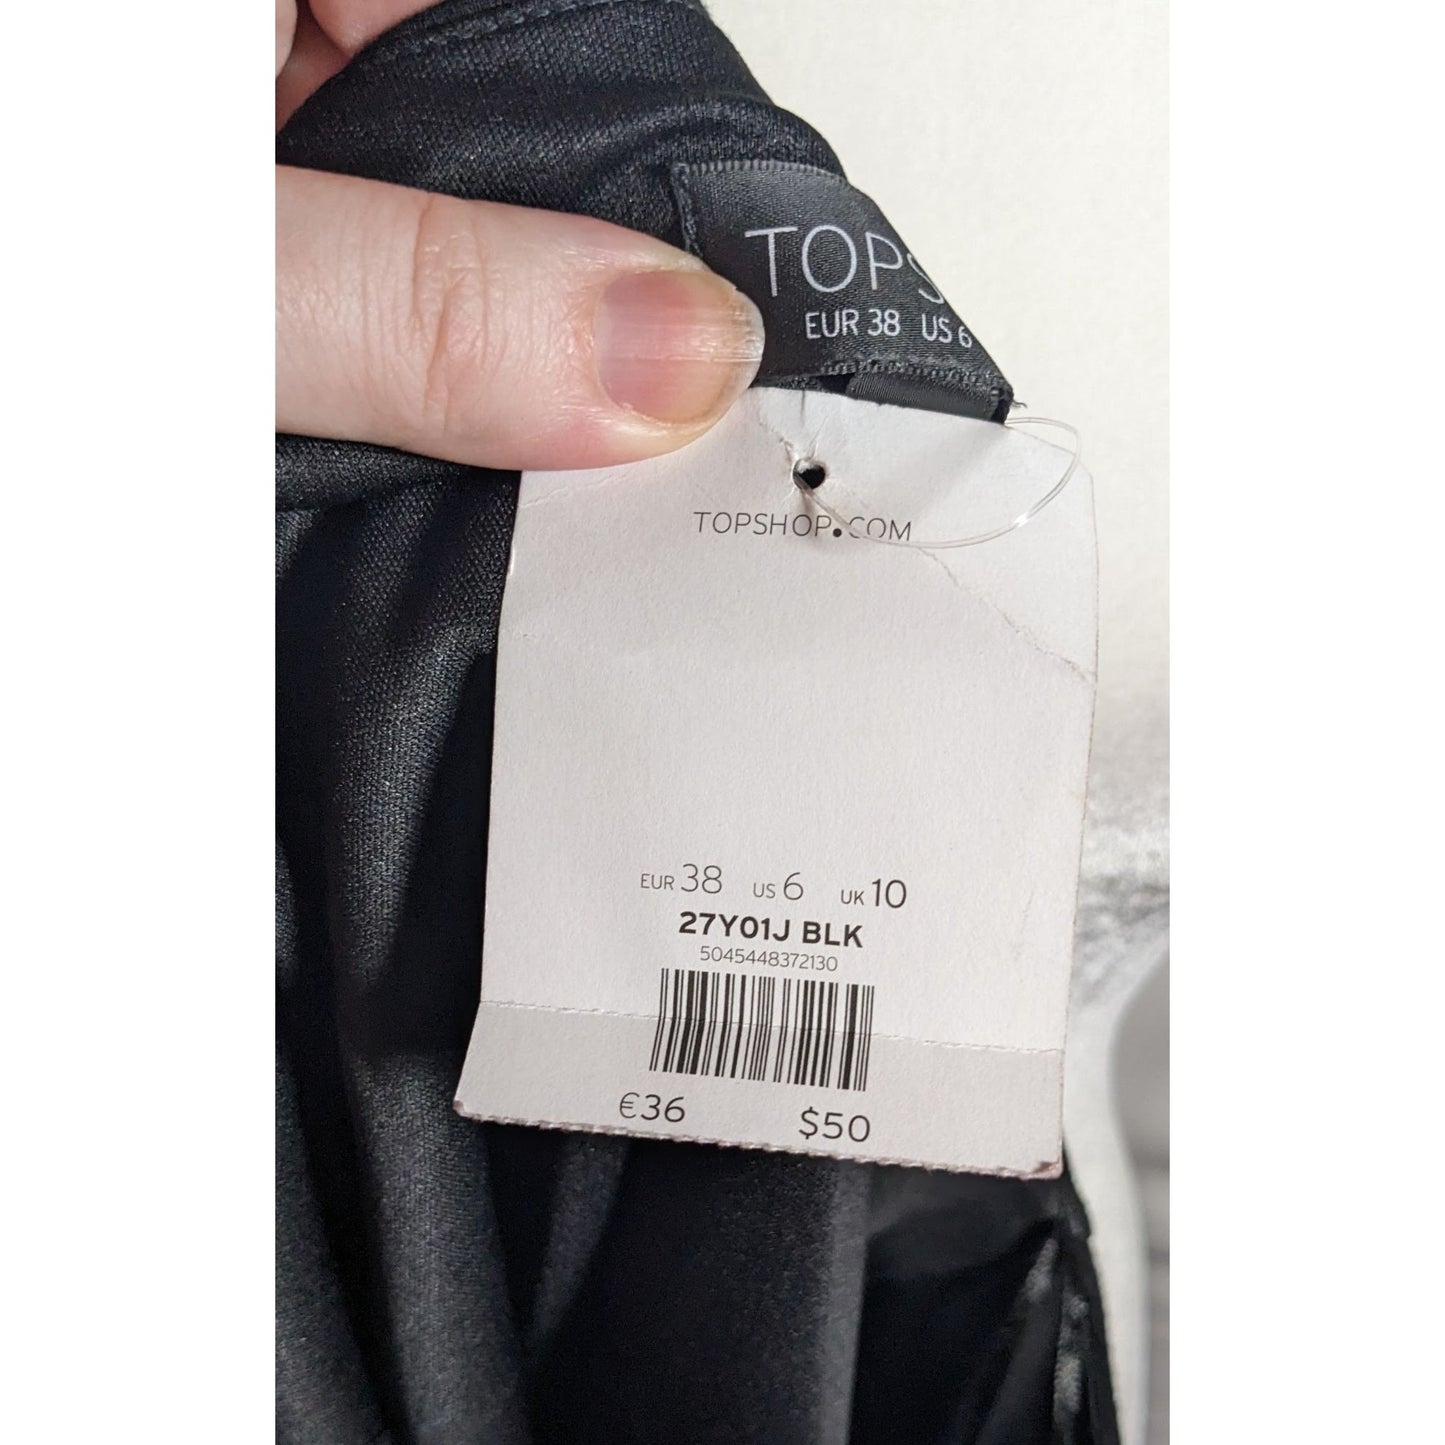 TOPS
EUR 38 US 6
TOPSHOP.COM
EUR 38 US 6 UK 10
27Y01J BLK
5045448372130
€36 $50